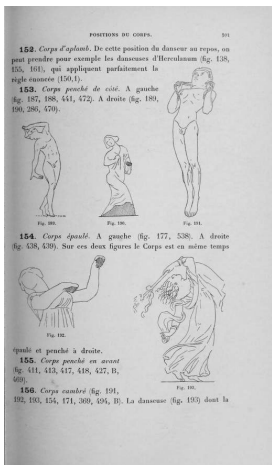 POSITIONS DU CORPS. 201
152. Corps d'aplomb. De cette position du danseur au repos, on
peut prendre pour exemple les danseuses d'Herculanum (fig. 138,
155, 161), qui appliquent parfaitement la
règle énoncée (150,1).
153. Corps penché de côté. A gauche
(fig. 187, 188, 441, 472). A droite (fig. 189,
190, 286, 470).
Fig. 190.
Fig. 191.
154. Corps épaulé. A gauche (fig. 177, 538). A droite
(fig. 438, 439). Sur ces deux figures le Corps est en même temps
Fig. 192.
épaulé et penché à droite.
155. Corps penché en avant
(fig. 411, 413, 417, 418, 427, B,
469).
Fig. 193.
156. Corps cambré (fig. 191,
192, 193, 154, 171, 369, 494, B). La danseuse (fig. 193) dont la